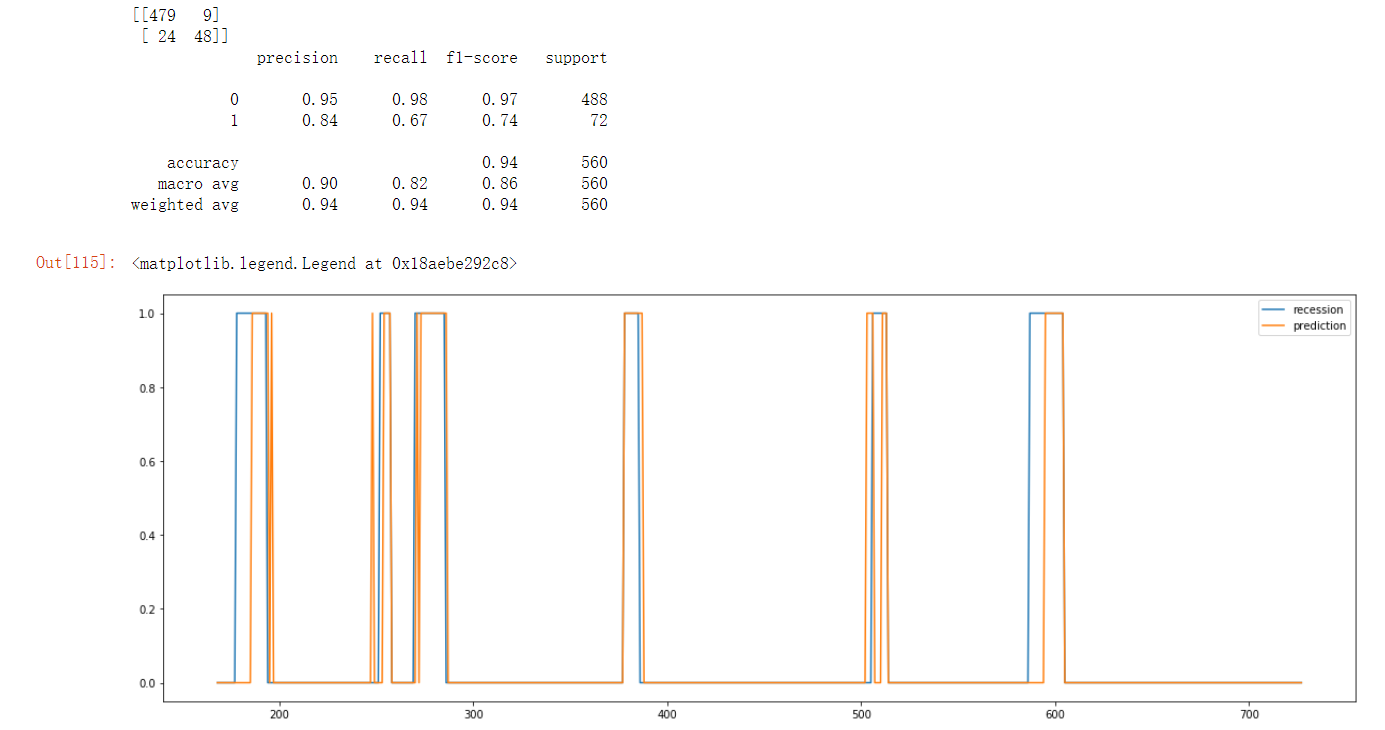 [[479   9]
 [ 24  48]]
              precision    recall  f1-score   support

           0       0.95      0.98      0.97       488
           1       0.84      0.67      0.74        72

    accuracy                           0.94       560
   macro avg       0.90      0.82      0.86       560
weighted avg       0.94      0.94      0.94       560

Out[115]: <matplotlib.legend.Legend at 0x18aebe292c8>
recession
prediction
1.0
0.8
0.6
0.4
0.2
0.0
200 300 400 500 600 700